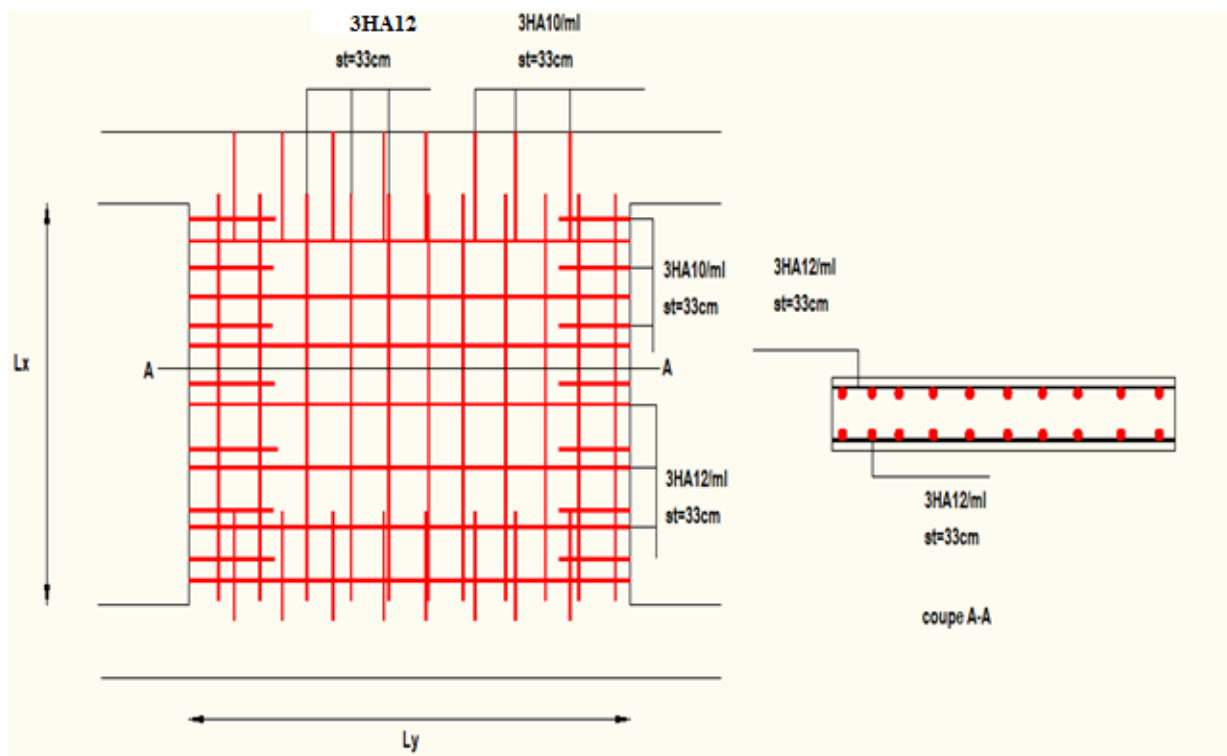 3HA12
st=33cm
3HA10/ml
st=33cm
3HA10/ml
st=33cm
3HA12/ml
st=33cm
Lx
A
A
3HA12/ml
st=33cm
3HA12/ml
st=33cm
coupe A-A
Ly